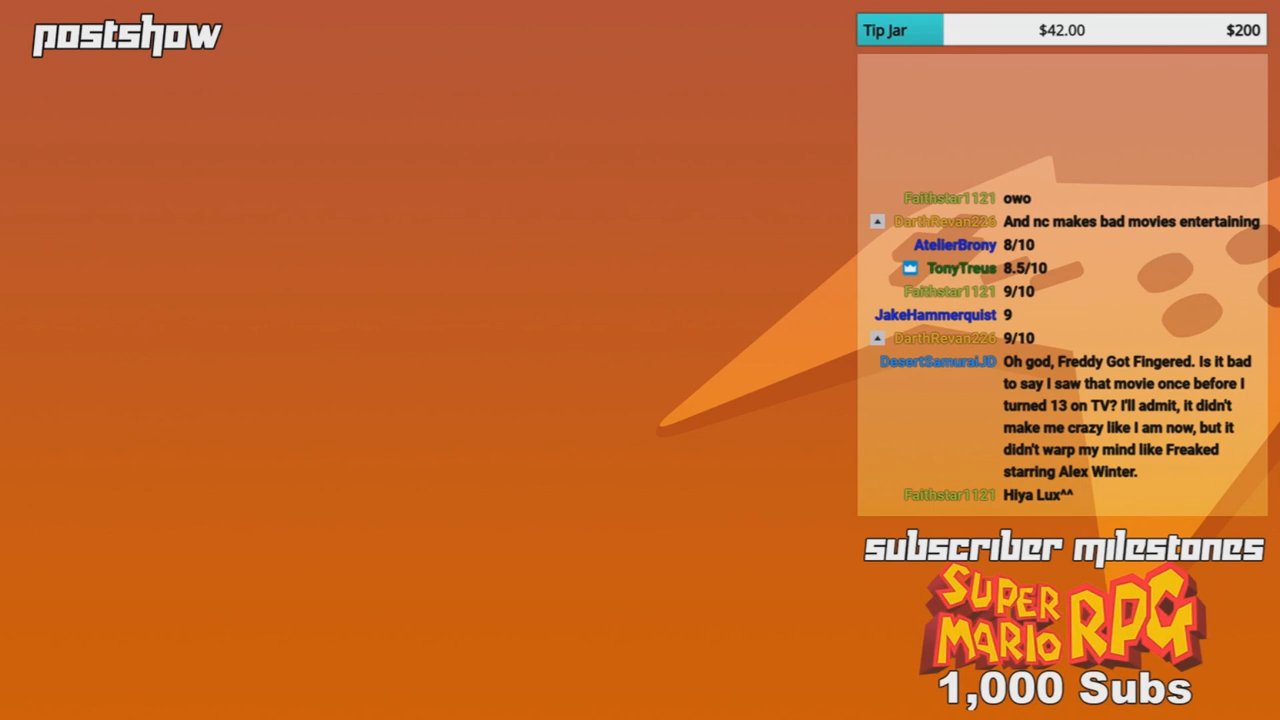 postshow
Tip Jar $42.00 $200
Faithstar1121 owo
DarthRevan226 And nc makes bad movies entertaining
AtelierBrony 8/10
TonyTreus 8.5/10
Faithstar1121 9/10
JakeHammerquist 9
DarthRevan226 9/10
DesertSamuraiJD Oh god, Freddy Got Fingered. Is it bad
to say I saw that movie once before I
turned 13 on TV? I'll admit, it didn't
make me crazy like I am now, but it
didn't warp my mind like Freaked
starring Alex Winter.
Faithstar1121 Hiya Lux^^
subscriber milestones
SUPER
MARIO RPG
1,000 Subs